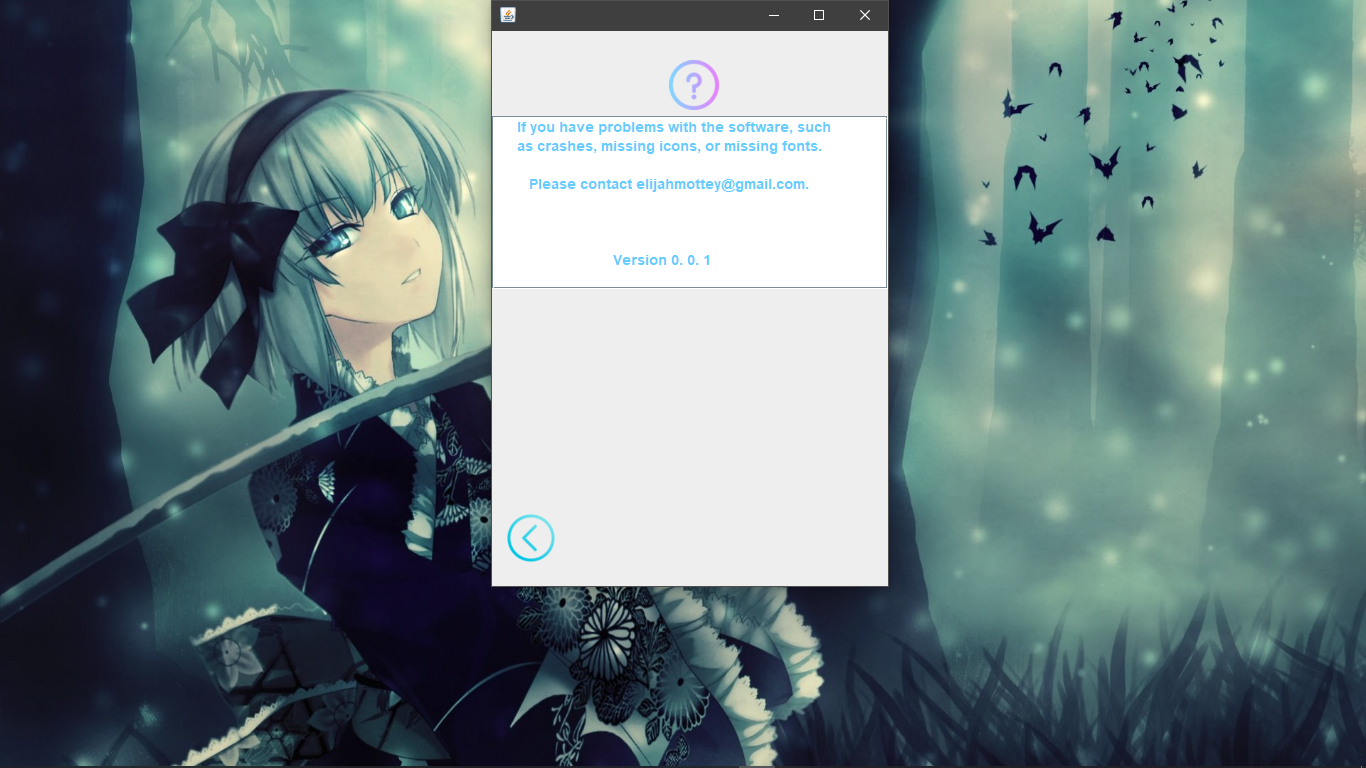 If you have problems with the software, such
as crashes, missing icons, or missing fonts.
Please contact elijahmottey@gmail.com.
Version 0. 0. 1